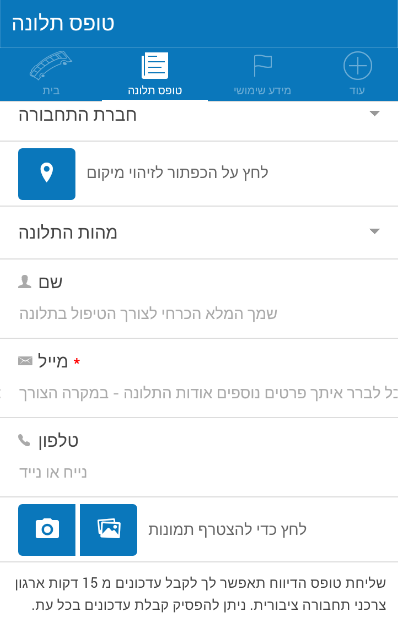 טופס תלונה
בית
טופס תלונה
מידע שימושי
עוד
חברת התחבורה
לחץ על הכפתור לזיהוי מיקום
מהות התלונה
שם
שמך המלא הכרחי לצורך הטיפול בתלונה
מייל *
כל לברר איתך פרטים נוספים אודות התלונה - במקרה הצורך
טלפון
נייח או נייד
לחץ כדי להצטרף תמונות
שליחת טופס הדיווח תאפשר לך לקבל עדכונים מ 15 דקות ארגון
צרכני תחבורה ציבורית. ניתן להפסיק קבלת עדכונים בכל עת.